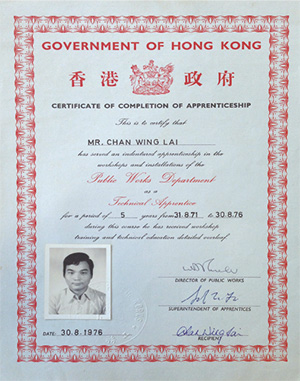 GOVERNMENT OF HONG KONG
香港 政府
CERTIFICATE OF COMPLETION OF APPRENTICESHIP
This is to certify that
MR. CHAN WING LAI
has served an indentured apprenticeship in the
workshops and installations of the
Public Works Department
as a
Technical Apprentice
for a period of 5 years from 31.8.71 to 30.8.76
during this course he has received workshop
training and technical education detailed overleaf.
DIRECTOR OF PUBLIC WORKS
SUPERINTENDENT OF APPRENTICES
DATE: 30.8.1976
Chan Wing Lai
RECIPIENT